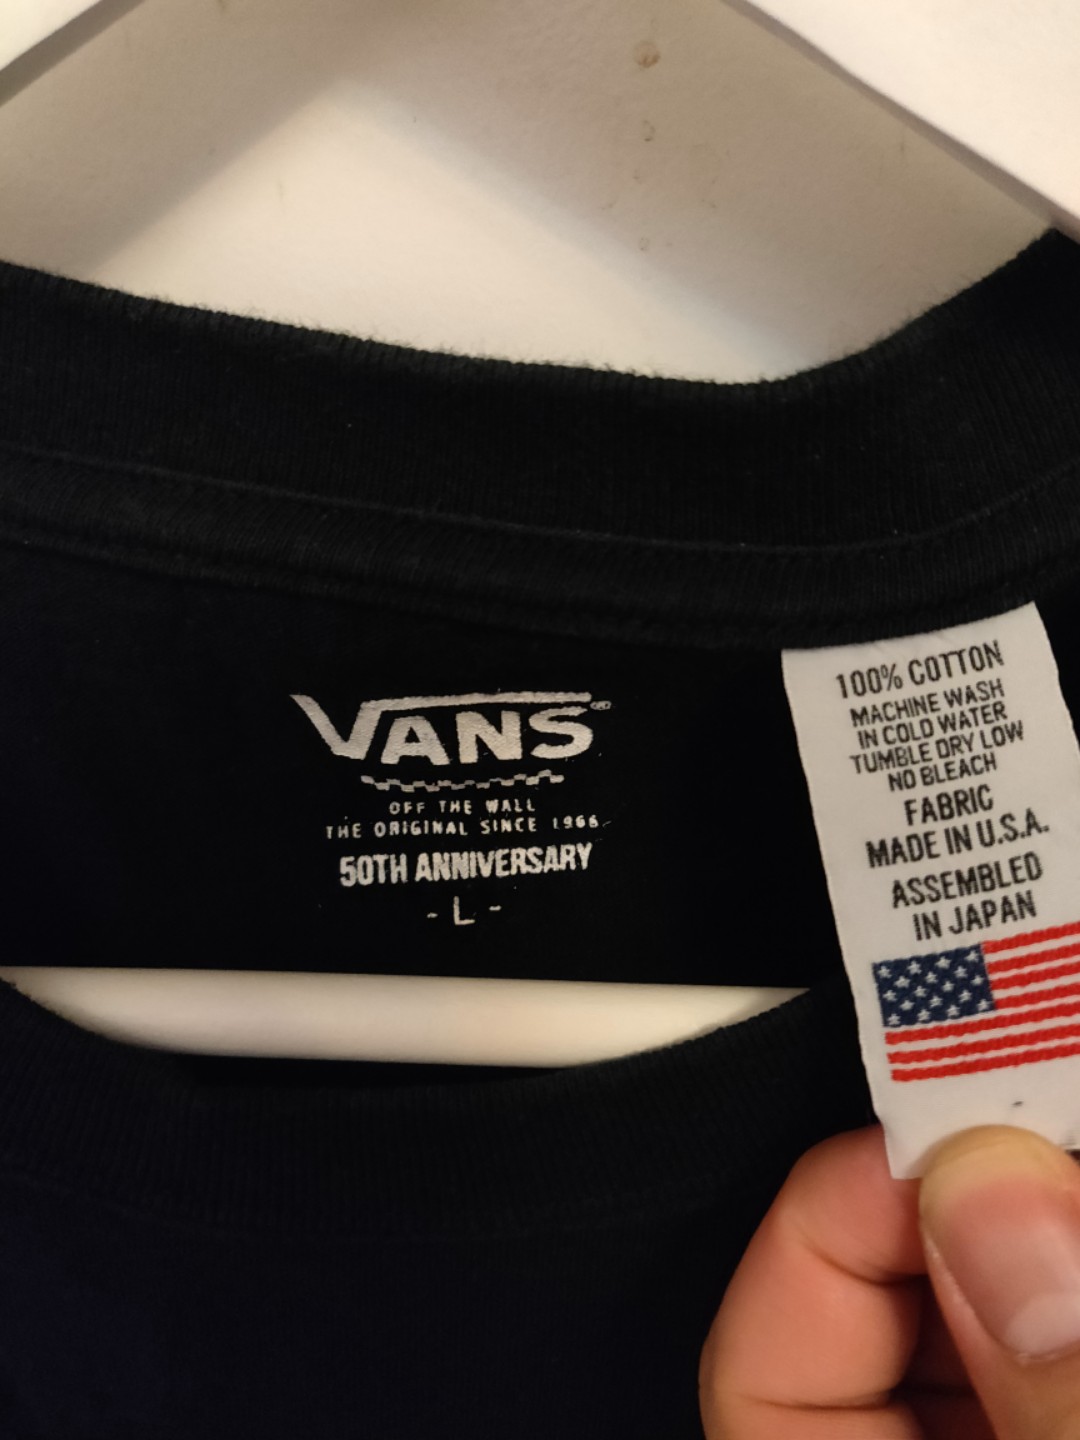 VANS®
OFF THE WALL
THE ORIGINAL SINCE 1966
50TH ANNIVERSARY
- L -
100% COTTON
MACHINE WASH
IN COLD WATER
TUMBLE DRY LOW
NO BLEACH
FABRIC
MADE IN U.S.A.
ASSEMBLED
IN JAPAN